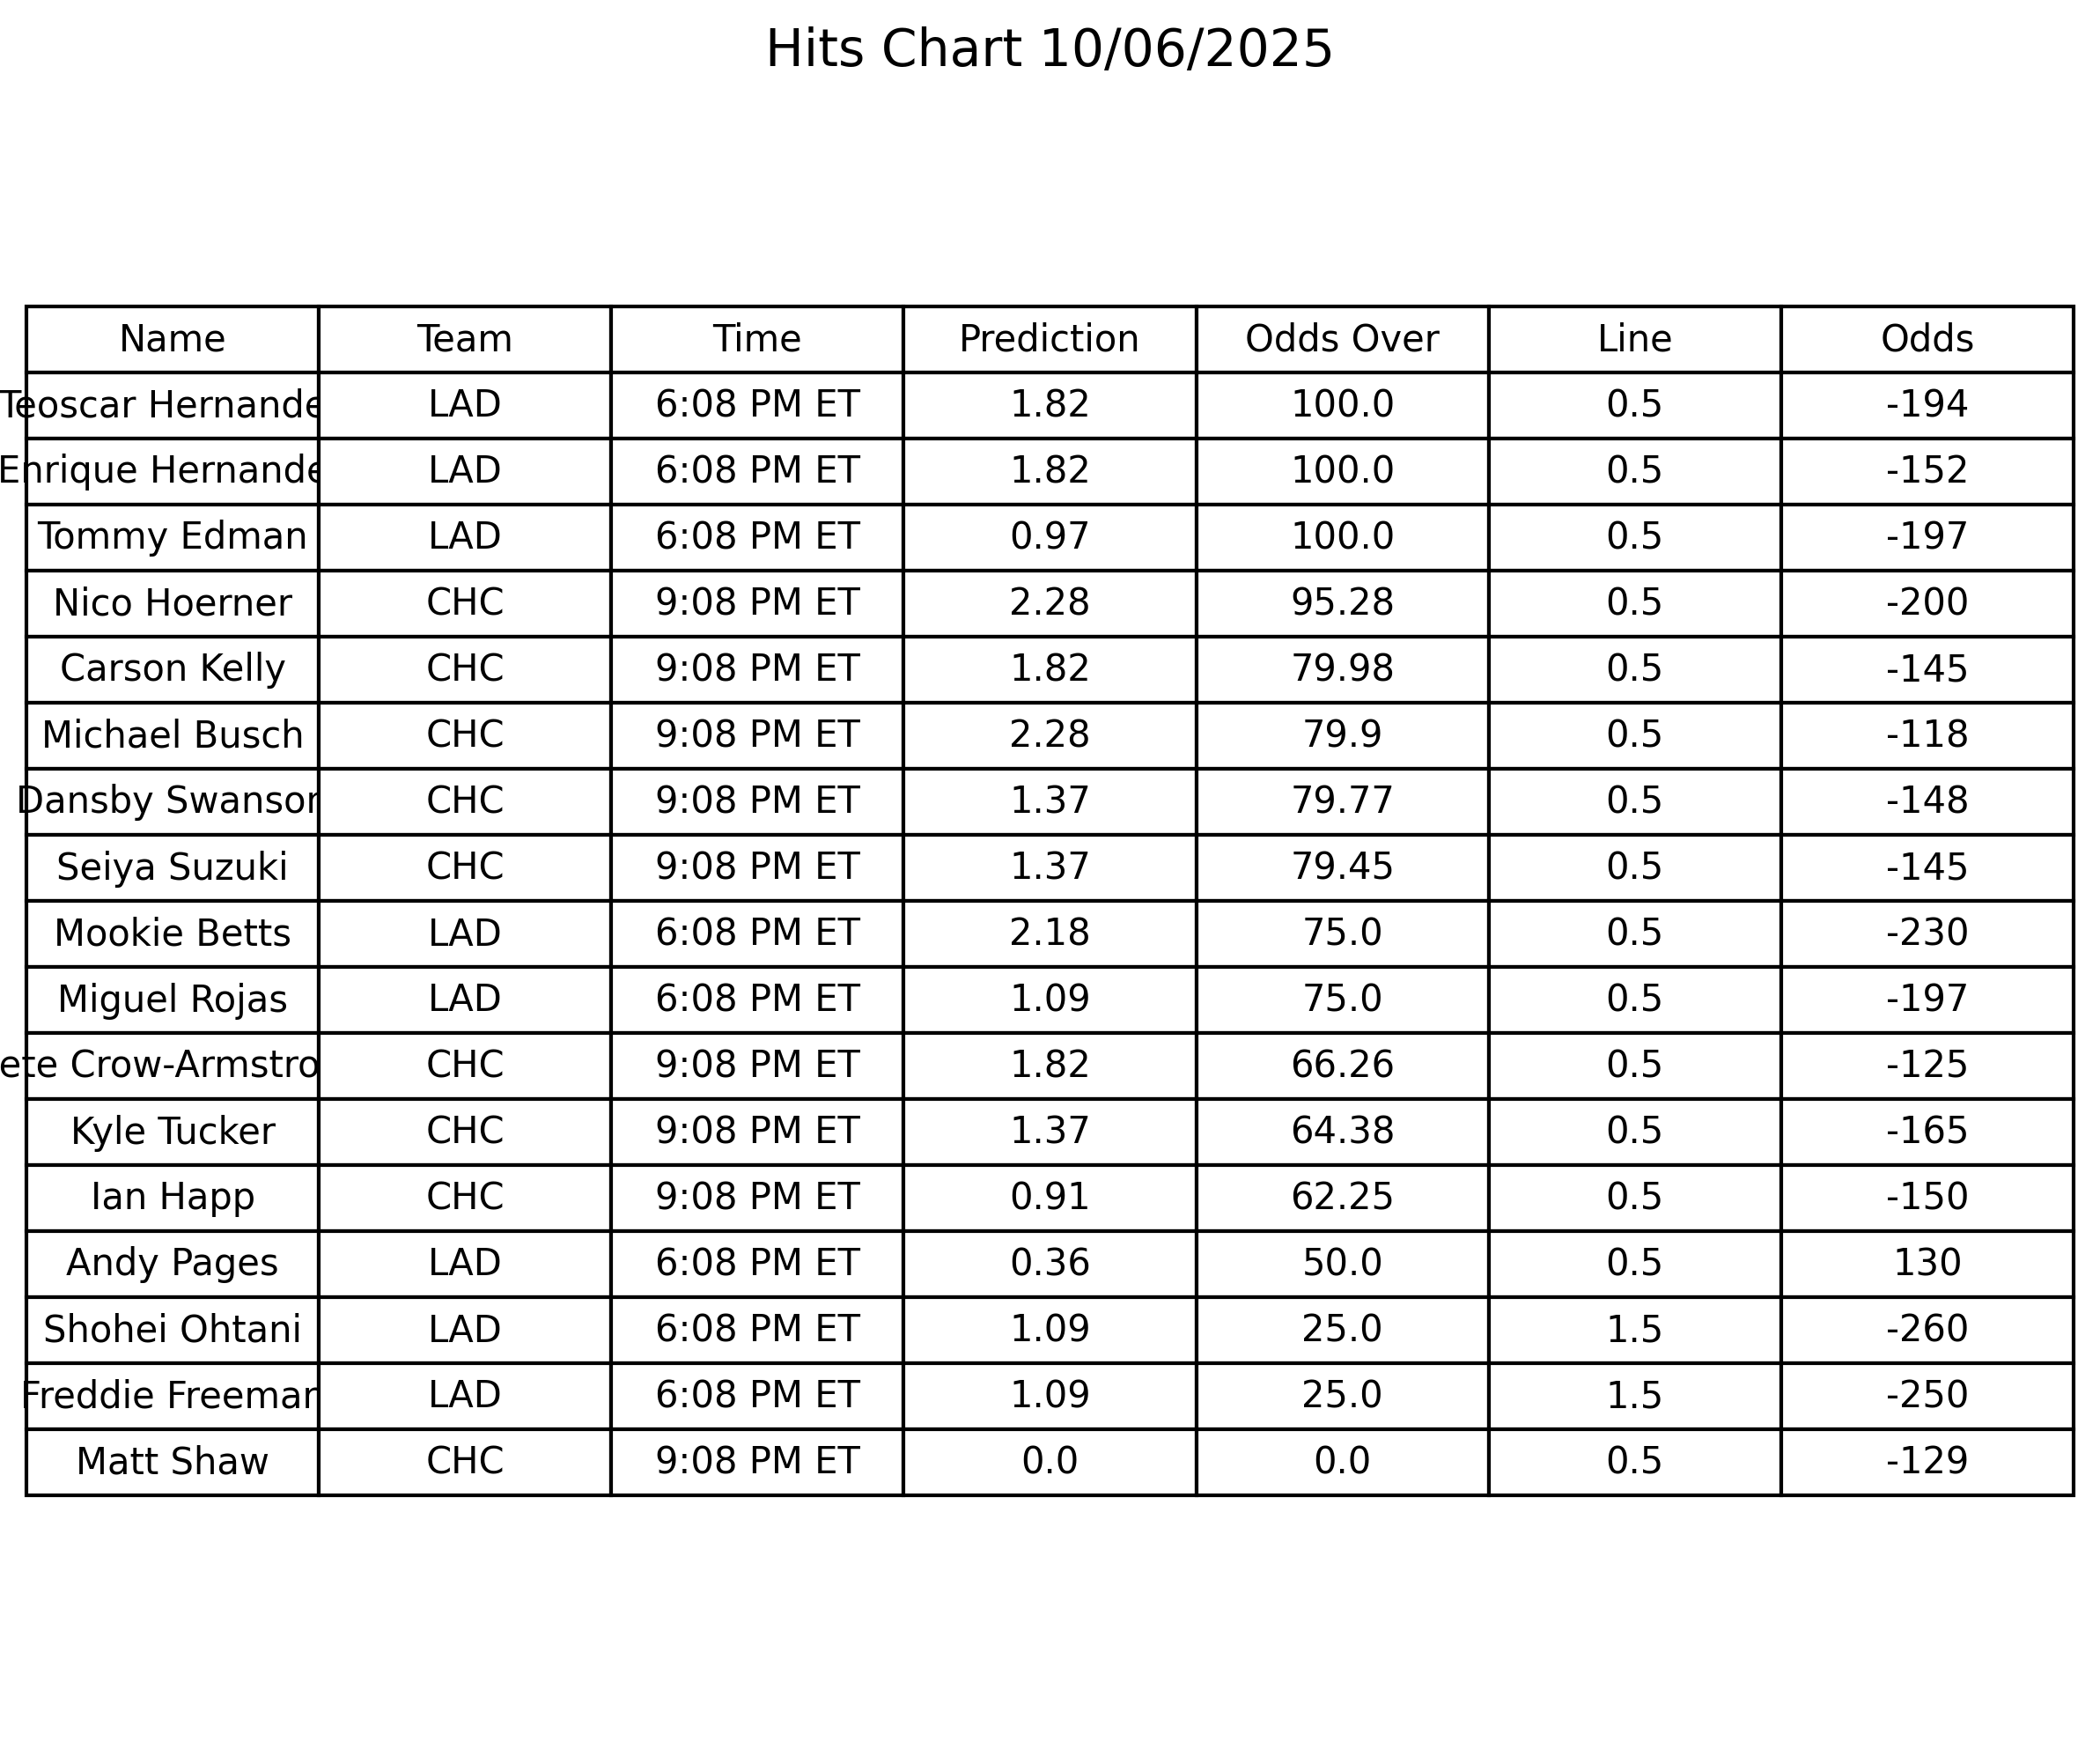 Hits Chart 10/06/2025
Name Team Time Prediction Odds Over Line Odds
Teoscar Hernande LAD 6:08 PM ET 1.82 100.0 0.5 -194
Enrique Hernande LAD 6:08 PM ET 1.82 100.0 0.5 -152
Tommy Edman LAD 6:08 PM ET 0.97 100.0 0.5 -197
Nico Hoerner CHC 9:08 PM ET 2.28 95.28 0.5 -200
Carson Kelly CHC 9:08 PM ET 1.82 79.98 0.5 -145
Michael Busch CHC 9:08 PM ET 2.28 79.9 0.5 -118
Dansby Swanson CHC 9:08 PM ET 1.37 79.77 0.5 -148
Seiya Suzuki CHC 9:08 PM ET 1.37 79.45 0.5 -145
Mookie Betts LAD 6:08 PM ET 2.18 75.0 0.5 -230
Miguel Rojas LAD 6:08 PM ET 1.09 75.0 0.5 -197
ete Crow-Armstro CHC 9:08 PM ET 1.82 66.26 0.5 -125
Kyle Tucker CHC 9:08 PM ET 1.37 64.38 0.5 -165
Ian Happ CHC 9:08 PM ET 0.91 62.25 0.5 -150
Andy Pages LAD 6:08 PM ET 0.36 50.0 0.5 130
Shohei Ohtani LAD 6:08 PM ET 1.09 25.0 1.5 -260
Freddie Freeman LAD 6:08 PM ET 1.09 25.0 1.5 -250
Matt Shaw CHC 9:08 PM ET 0.0 0.0 0.5 -129